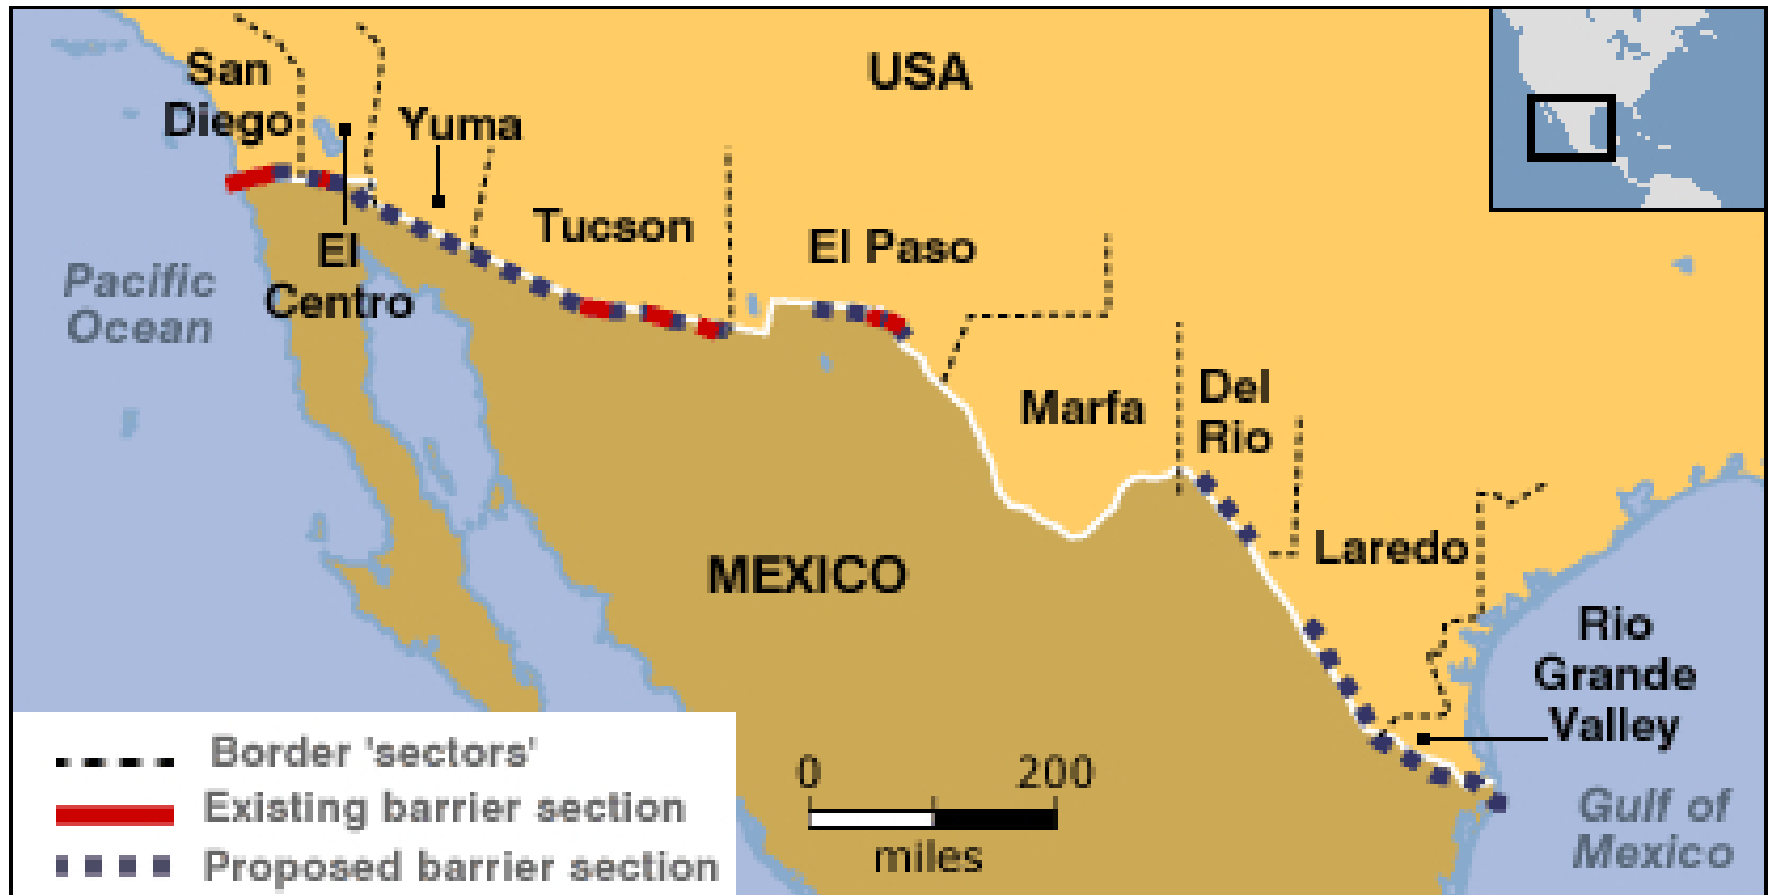 USA
San
Diego
Yuma
El
Centro
Tucson
El Paso
Pacific
Ocean
Marfa
Del
Rio
MEXICO
Laredo
Rio
Grande
Valley
Gulf of
Mexico
Border 'sectors'
Existing barrier section
Proposed barrier section
0 200
miles